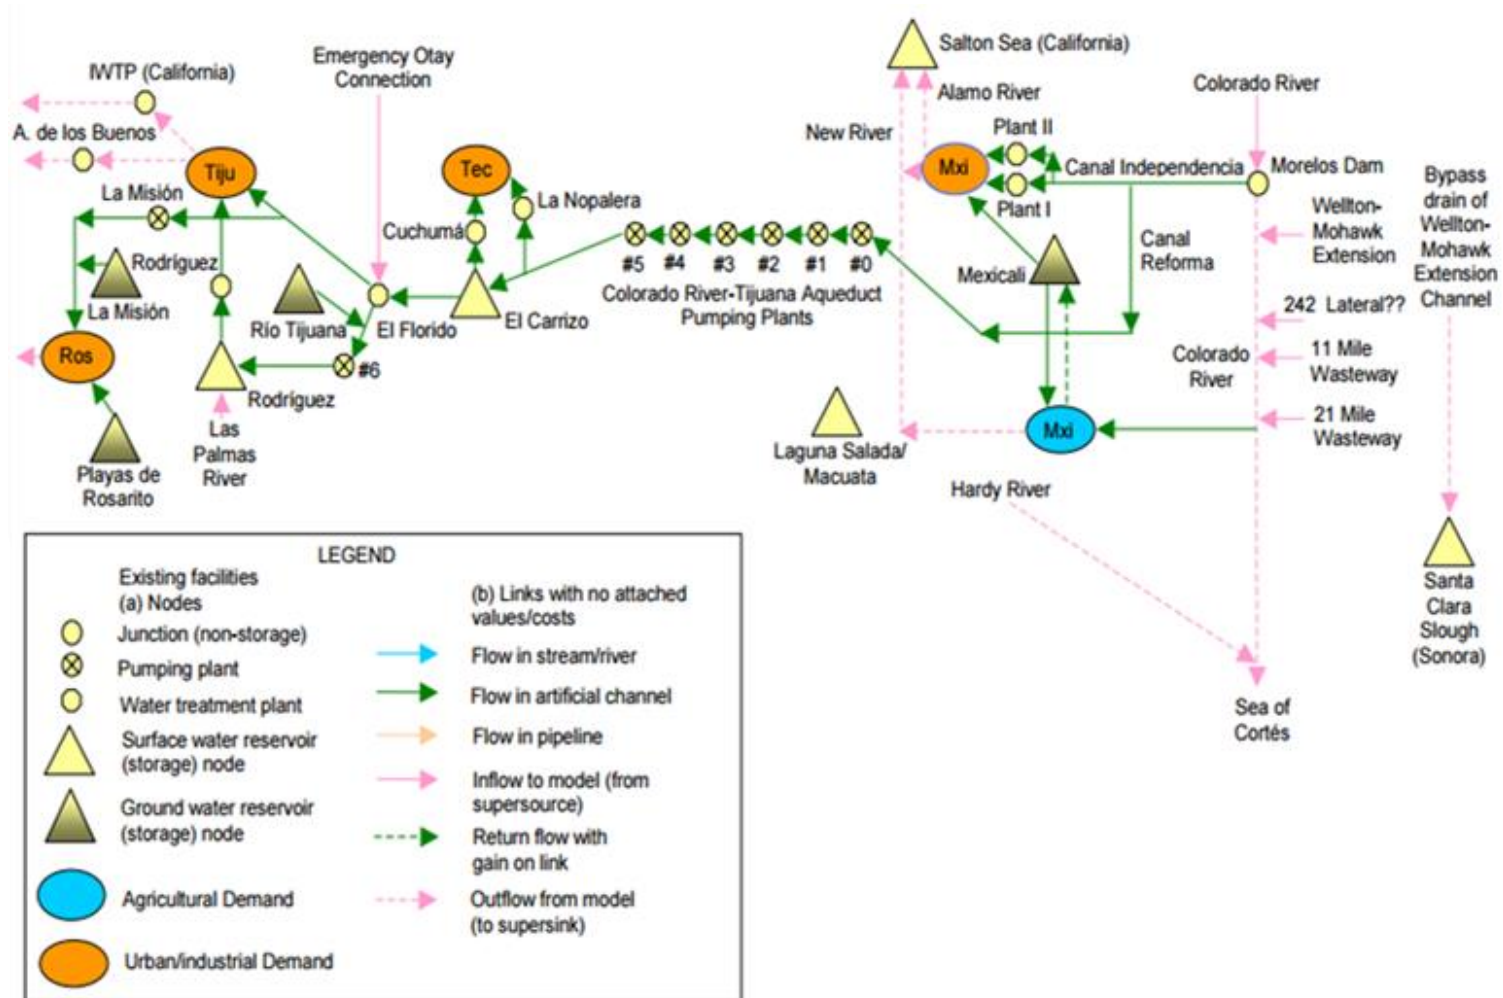 Salton Sea (California)
Emergency Otay
Connection
IWTP (California)
Alamo River
Colorado River
A. de los Buenos
New River
Plant II
Tiju
Tec
Mxi
Canal Independencia
Morelos Dam
Bypass
drain of
Wellton-
Mohawk
Extension
Channel
La Misión
La Nopalera
Plant I
Wellton-
Mohawk
Extension
Cuchumá
Canal
Reforma
Rodríguez
#5
#4
#3
#2
#1
#0
Mexicali
Colorado River-Tijuana Aqueduct
Pumping Plants
La Misión
Río Tijuana
El Florido
El Carrizo
242 Lateral??
Ros
#6
Colorado
River
11 Mile
Wasteway
Rodríguez
Las
Palmas
River
21 Mile
Wasteway
Mxi
Playas de
Rosarito
Laguna Salada/
Macuata
Hardy River
Santa
Clara
Slough
(Sonora)
Sea of
Cortés
LEGEND
Existing facilities
(a) Nodes
Junction (non-storage)
Pumping plant
Water treatment plant
Surface water reservoir
(storage) node
Ground water reservoir
(storage) node
Agricultural Demand
Urban/industrial Demand
(b) Links with no attached
values/costs
Flow in stream/river
Flow in artificial channel
Flow in pipeline
Inflow to model (from
supersource)
Return flow with
gain on link
Outflow from model
(to supersink)